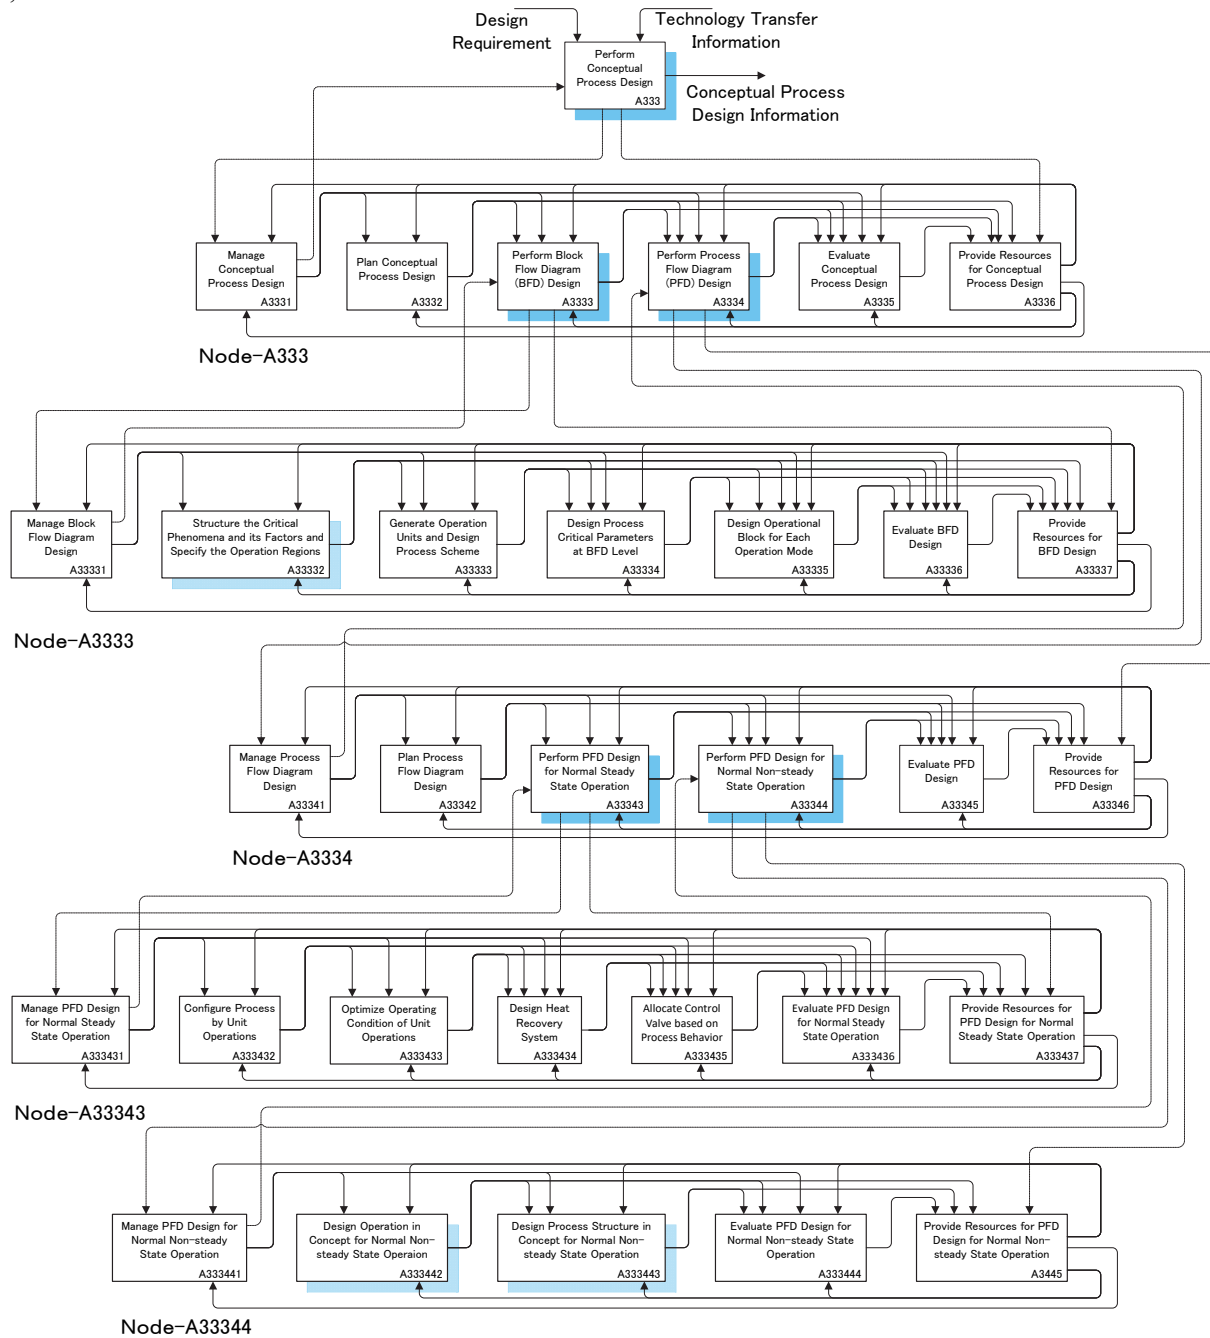 Design
Requirement
Technology Transfer
Information
Perform
Conceptual
Process Design
A333
Conceptual Process
Design Information
Manage
Conceptual
Process Design
A3331
Plan Conceptual
Process Design
A3332
Perform Block
Flow Diagram
(BFD) Design
A3333
Perform Process
Flow Diagram
(PFD) Design
A3334
Evaluate
Conceptual
Process Design
A3335
Provide Resources
for Conceptual
Process Design
A3336
Node-A333
Manage Block
Flow Diagram
Design
A33331
Structure the Critical
Phenomena and its Factors and
Specify the Operation Regions
A33332
Generate Operation
Units and Design
Process Scheme
A33333
Design Process
Critical Parameters
at BFD Level
A33334
Design Operational
Block for Each
Operation Mode
A33335
Evaluate BFD
Design
A33336
Provide
Resources for
BFD Design
A33337
Node-A3333
Manage Process
Flow Diagram
Design
A33341
Plan Process
Flow Diagram
Design
A33342
Perform PFD Design
for Normal Steady
State Operation
A33343
Perform PFD Design for
Normal Non-steady
State Operation
A33344
Evaluate PFD
Design
A33345
Provide
Resources for
PFD Design
A33346
Node-A3334
Manage PFD Design
for Normal Steady
State Operation
A333431
Configure Process
by Unit
Operations
A333432
Optimize Operating
Condition of Unit
Operations
A333433
Design Heat
Recovery
System
A333434
Allocate Control
Valve based on
Process Behavior
A333435
Evaluate PFD Design
for Normal Steady
State Operation
A333436
Provide Resources for
PFD Design for Normal
Steady State Operation
A333437
Node-A33343
Manage PFD Design for
Normal Non-steady
State Operation
A333441
Design Operation in
Concept for Normal Non-
steady State Operaion
A333442
Design Process Structure in
Concept for Normal Non-
steady State Operation
A333443
Evaluate PFD Design for
Normal Non-steady State
Operation
A333444
Provide Resources for PFD
Design for Normal Non-
steady State Operation
A3445
Node-A33344